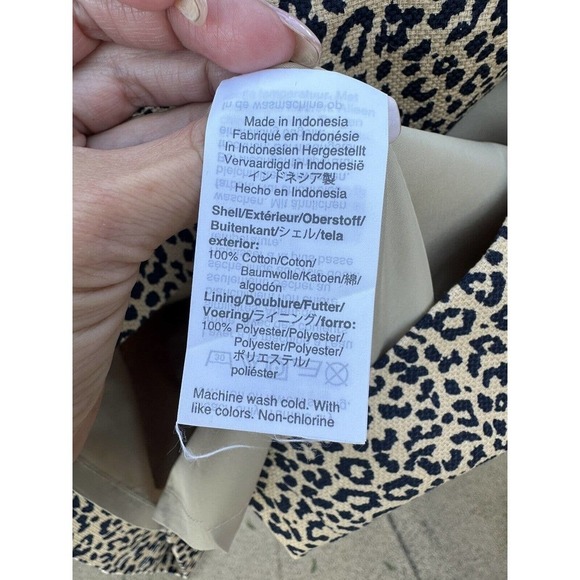 Made in Indonesia
Fabriqué en Indonésie
In Indonesien Hergestellt
Vervaardigd in Indonesië
インドネシア製
Hecho en Indonesia
Shell/Extérieur/Oberstoff/
Buitenkant/シェル/tela
exterior:
100% Cotton/Coton/
Baumwolle/Katoen/綿/
algodón
Lining/Doublure/Futter/
Voering/ライニング/forro:
100% Polyester/Polyester/
Polyester/Polyester/
ポリエステル/
poliéster
Machine wash cold. With
like colors. Non-chlorine